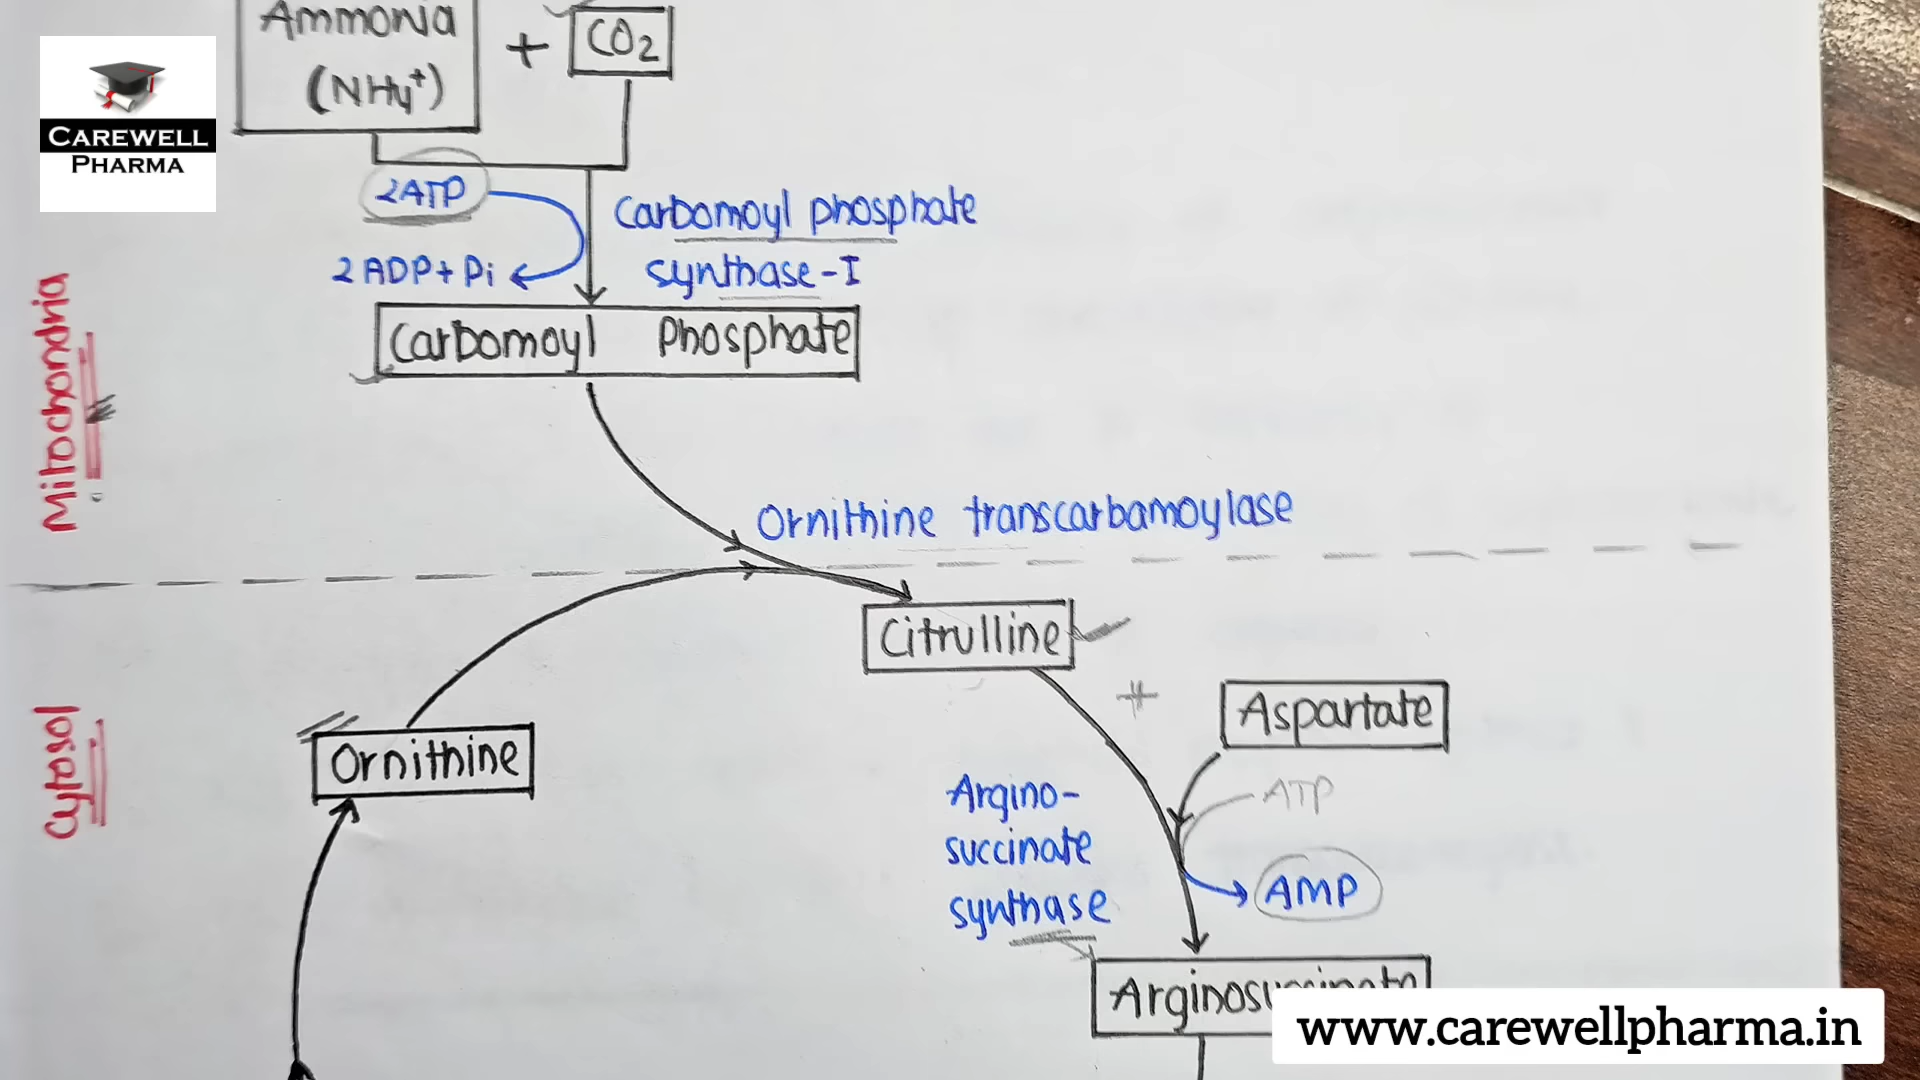 Ammonia
(NH4+)
+
CO2
CAREWELL
PHARMA
2ATP
Carbomoyl phosphate
synthase-I
2ADP+Pi
Carbomoyl Phosphate
Mitochondria
Ornithine transcarbamoylase
Citrulline
+
Aspartate
Ornithine
Cytosol
ATP
Argino-
succinate
synthase
AMP
Arginosuccinate
www.carewellpharma.in